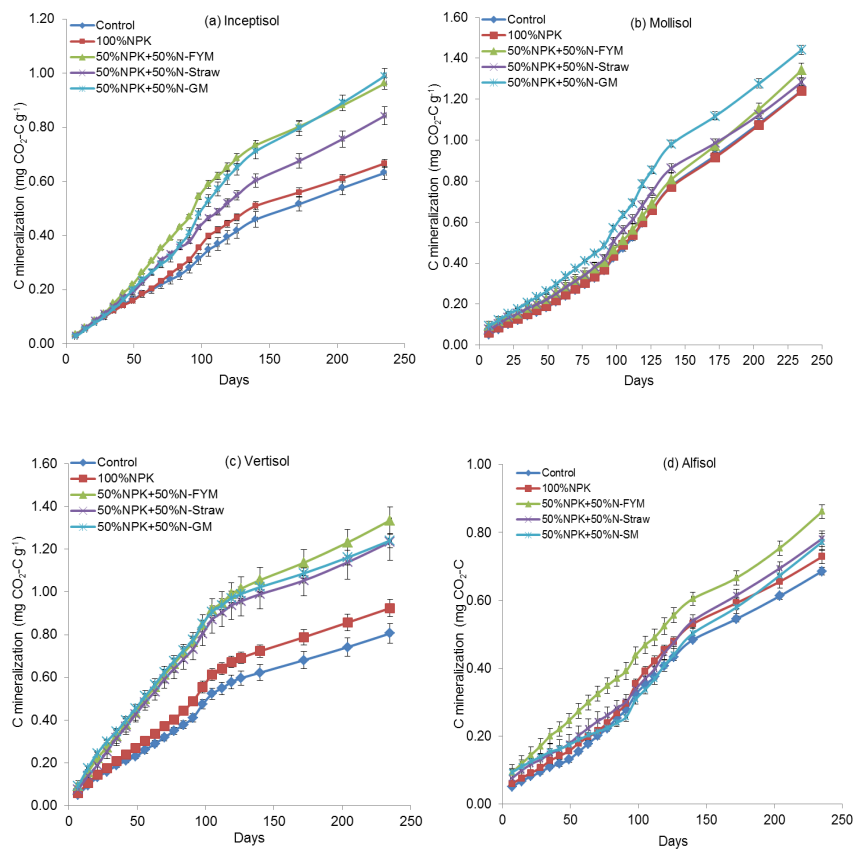 (a) Inceptisol
Control
100%NPK
50%NPK+50%N-FYM
50%NPK+50%N-Straw
50%NPK+50%N-GM
C mineralization (mg CO₂-C g⁻¹)
1.20
1.00
0.80
0.60
0.40
0.20
0.00
0 50 100 150 200 250
Days
(b) Mollisol
Control
100%NPK
50%NPK+50%N-FYM
50%NPK+50%N-Straw
50%NPK+50%N-GM
C mineralization (mg CO₂-C g⁻¹)
1.60
1.40
1.20
1.00
0.80
0.60
0.40
0.20
0.00
0 25 50 75 100 125 150 175 200 225 250
Days
(c) Vertisol
Control
100%NPK
50%NPK+50%N-FYM
50%NPK+50%N-Straw
50%NPK+50%N-GM
C mineralization (mg CO₂-C g⁻¹)
1.60
1.40
1.20
1.00
0.80
0.60
0.40
0.20
0.00
0 50 100 150 200 250
Days
(d) Alfisol
Control
100%NPK
50%NPK+50%N-FYM
50%NPK+50%N-Straw
50%NPK+50%N-SM
C mineralization (mg CO₂-C
1.00
0.80
0.60
0.40
0.20
0.00
0 50 100 150 200 250
Days